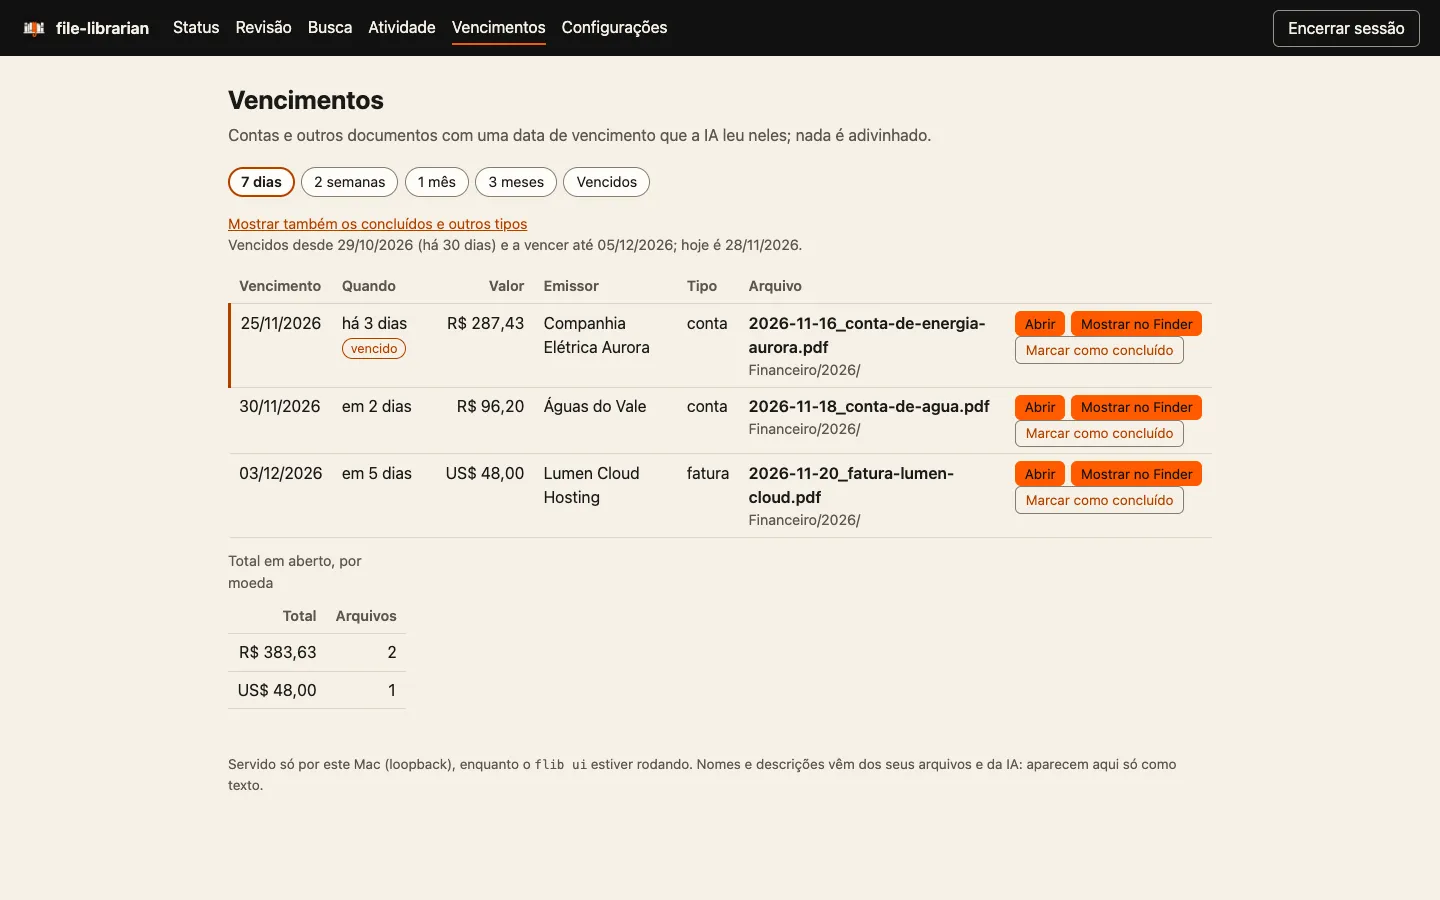 file-librarian Status Revisão Busca Atividade Vencimentos Configurações Encerrar sessão
Vencimentos
Contas e outros documentos com uma data de vencimento que a IA leu neles; nada é adivinhado.
7 dias 2 semanas 1 mês 3 meses Vencidos
Mostrar também os concluídos e outros tipos
Vencidos desde 29/10/2026 (há 30 dias) e a vencer até 05/12/2026; hoje é 28/11/2026.
Vencimento Quando Valor Emissor Tipo Arquivo
25/11/2026 há 3 dias R$ 287,43 Companhia conta 2026-11-16_conta-de-energia- Abrir Mostrar no Finder
vencido Elétrica Aurora aurora.pdf Marcar como concluído
Financeiro/2026/
30/11/2026 em 2 dias R$ 96,20 Águas do Vale conta 2026-11-18_conta-de-agua.pdf Abrir Mostrar no Finder
Financeiro/2026/ Marcar como concluído
03/12/2026 em 5 dias US$ 48,00 Lumen Cloud fatura 2026-11-20_fatura-lumen- Abrir Mostrar no Finder
Hosting cloud.pdf Marcar como concluído
Financeiro/2026/
Total em aberto, por
moeda
Total Arquivos
R$ 383,63 2
US$ 48,00 1
Servido só por este Mac (loopback), enquanto o flib ui estiver rodando. Nomes e descrições vêm dos seus arquivos e da IA: aparecem aqui só como
texto.